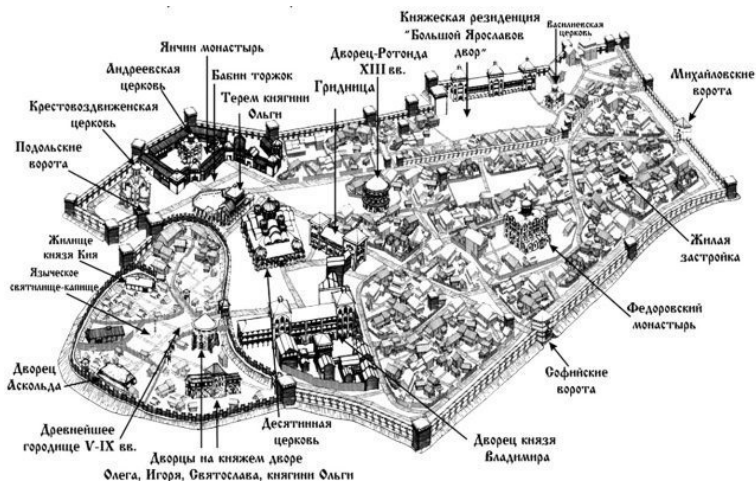 Княжеская резиденция
"Большой Ярославов
двор"
Василиевская
церковь
Янчин монастырь
Дворец-Ротонда
XIII вв.
Андреевская
церковь
Бабин торжок
Гридница
Михайловские
ворота
Терем княгини
Ольги
Крестовоздвиженская
церковь
Подольские
ворота
Жилище
князя Кия
Языческое
святилище-капище
Жилая
застройка
Федоровский
монастырь
Дворец
Аскольда
Софийские
ворота
Древнейшее
городище V-IX вв.
Десятинная
церковь
Дворец князя
Владимира
Дворцы на княжем дворе
Олега, Игоря, Святослава, княгини Ольги